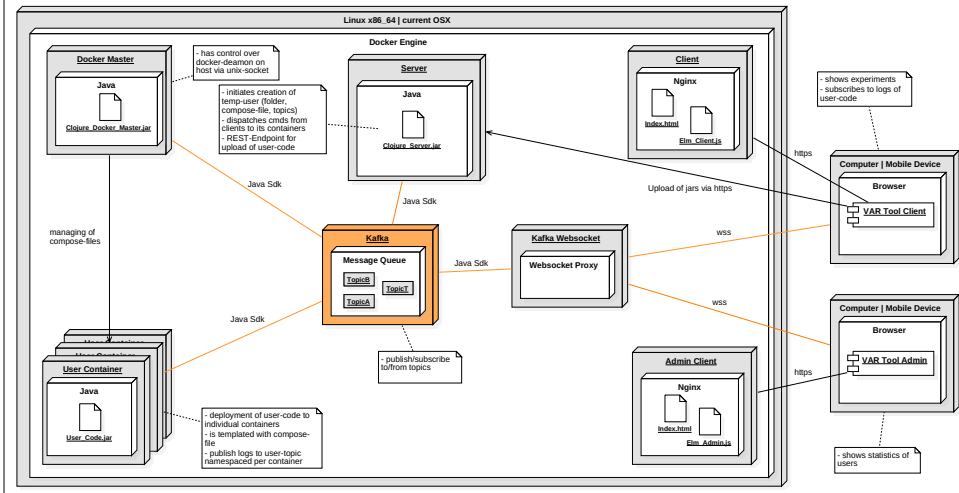 Linux x86_64 | current OSX
Docker Engine
Docker Master
Java
Clojure_Docker_Master.jar
- has control over
docker-deamon on
host via unix-socket
- initiates creation of
temp-user (folder,
compose-file, topics)
- dispatches cmds from
clients to its containers
- REST-Endpoint for
upload of user-code
Server
Java
Clojure_Server.jar
Client
Nginx
Index.html
Elm_Client.js
- shows experiments
- subscribes to logs of
user-code
https
Computer | Mobile Device
Browser
VAR Tool Client
Upload of jars via https
Java Sdk
Java Sdk
managing of
compose-files
Kafka
Message Queue
TopicB
TopicT
TopicA
Java Sdk
Kafka Websocket
Websocket Proxy
wss
wss
Java Sdk
- publish/subscribe
to/from topics
Computer | Mobile Device
Browser
VAR Tool Admin
https
Admin Client
Nginx
Index.html
Elm_Admin.js
User Container
Java
User_Code.jar
- deployment of user-code to
individual containers
- is templated with compose-
file
- publish logs to user-topic
namespaced per container
- shows statistics of
users